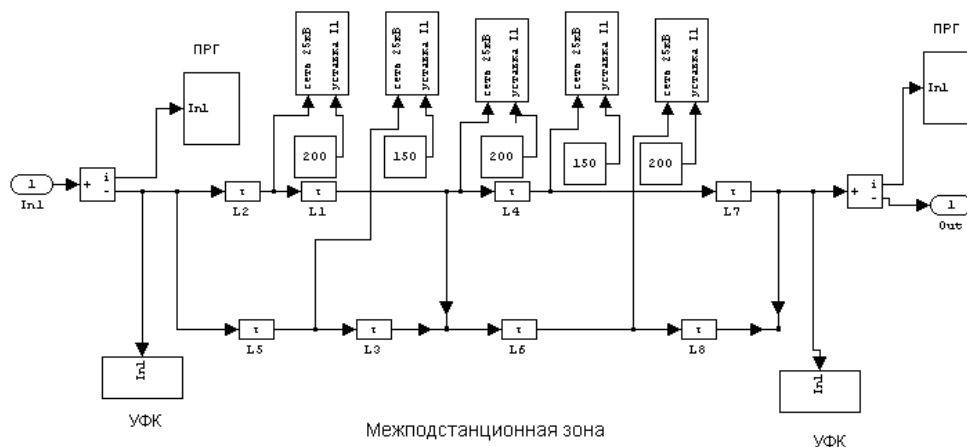 ПРГ
In1
сеть 25кВ
уставка I1
сеть 25кВ
уставка I1
сеть 25кВ
уставка I1
сеть 25кВ
уставка I1
сеть 25кВ
уставка I1
ПРГ
In1
200
150
200
150
200
1
In1
+
i
-
τ
L2
τ
L1
τ
L4
τ
L7
+
i
-
1
Out
τ
L5
τ
L3
τ
L6
τ
L8
In1
УФК
In1
УФК
Межподстанционная зона